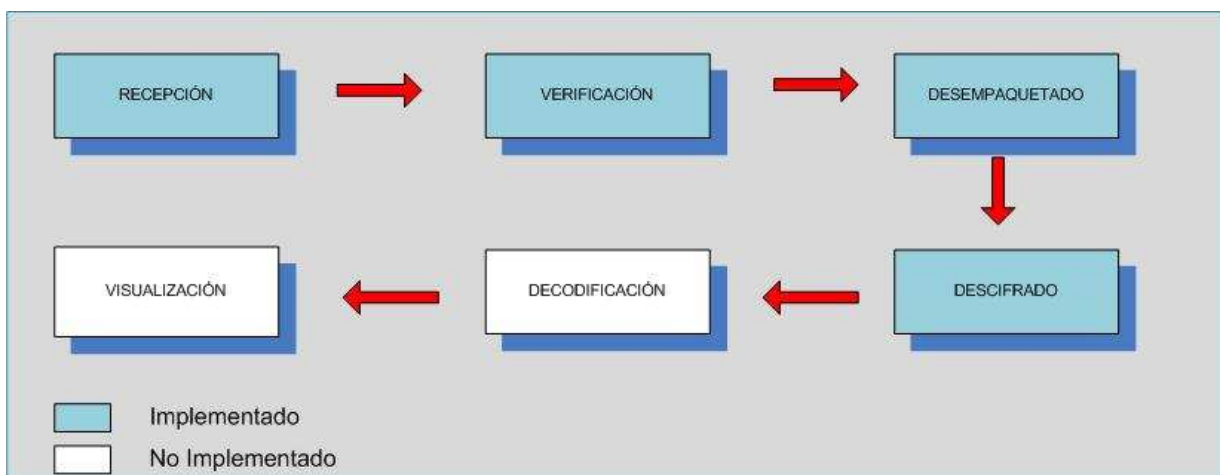 RECEPCIÓN
VERIFICACIÓN
DESEMPAQUETADO
VISUALIZACIÓN
DECODIFICACIÓN
DESCIFRADO
Implementado
No Implementado